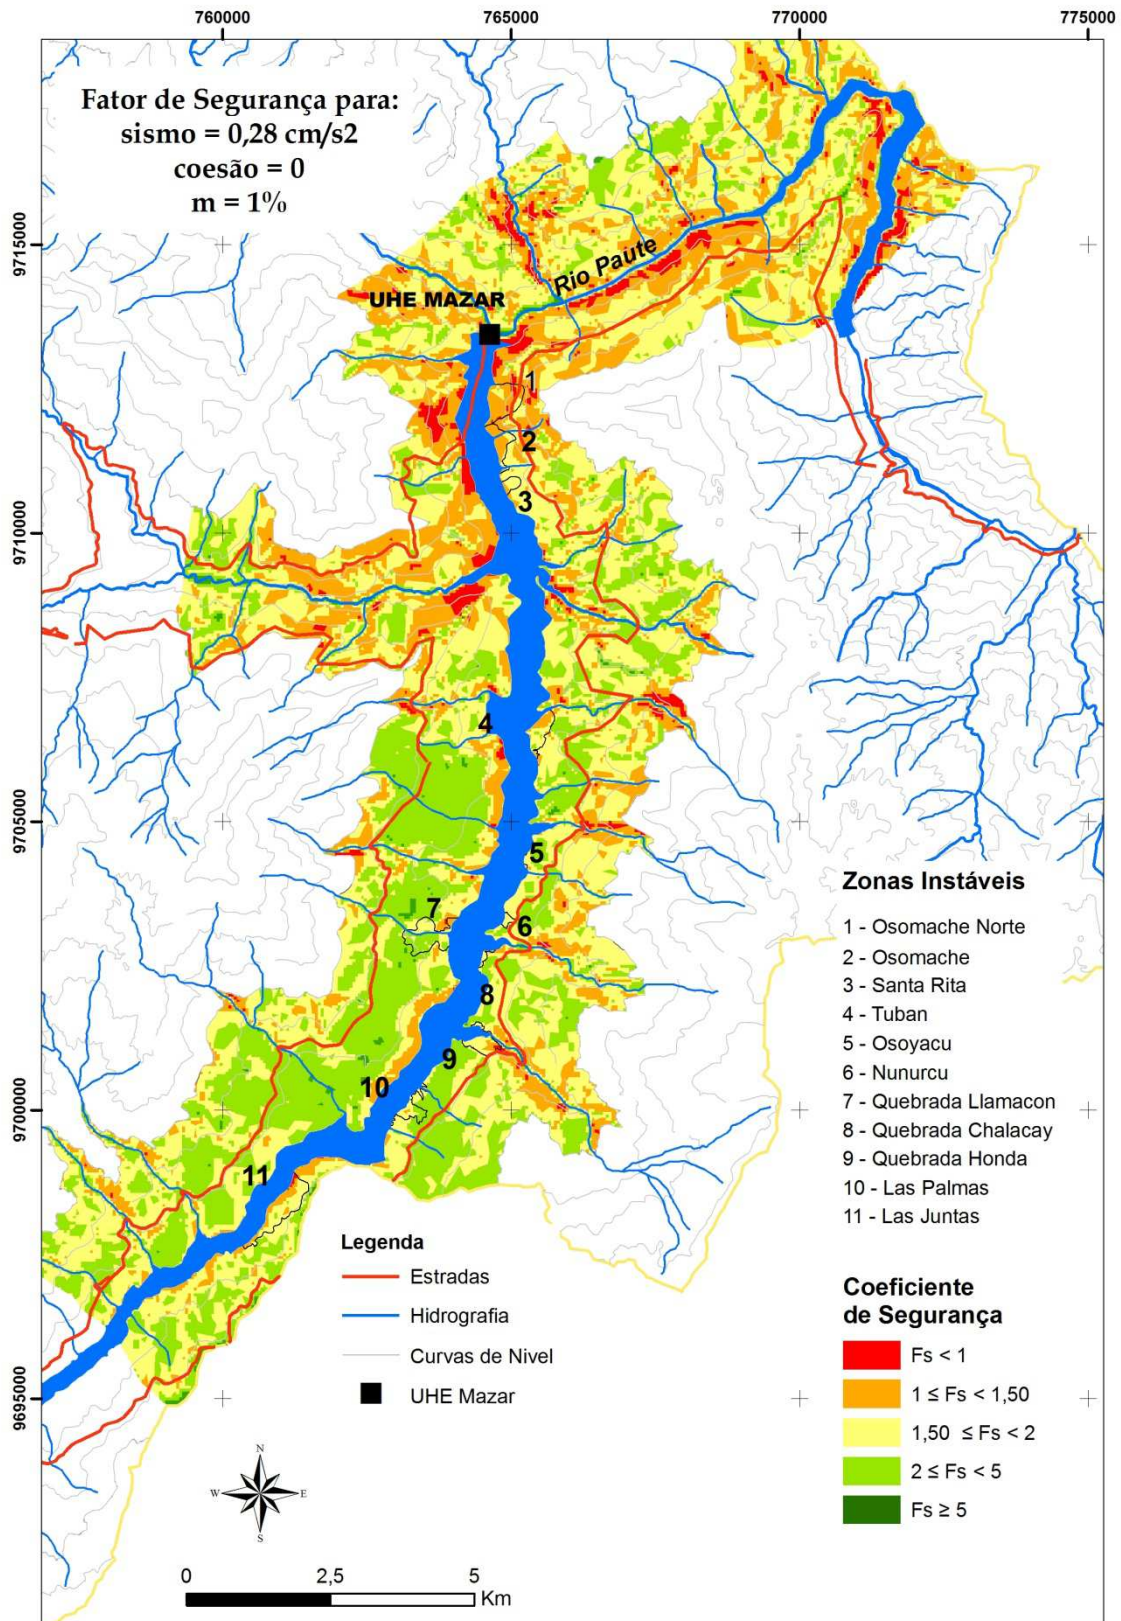 760000
765000
770000
775000
Fator de Segurança para:
sismo = 0,28 cm/s2
coesão = 0
m = 1%
9715000
Rio Paute
UHE MAZAR
1
2
3
9710000
4
9705000
5
7
6
8
9
10
9700000
11
9695000
Zonas Instáveis
1 - Osomache Norte
2 - Osomache
3 - Santa Rita
4 - Tuban
5 - Osoyacu
6 - Nunurcu
7 - Quebrada Llamacon
8 - Quebrada Chalacay
9 - Quebrada Honda
10 - Las Palmas
11 - Las Juntas
Legenda
Estradas
Hidrografia
Curvas de Nivel
UHE Mazar
Coeficiente
de Segurança
Fs < 1
1 ≤ Fs < 1,50
1,50 ≤ Fs < 2
2 ≤ Fs < 5
Fs ≥ 5
N
W E
S
0 2,5 5
Km